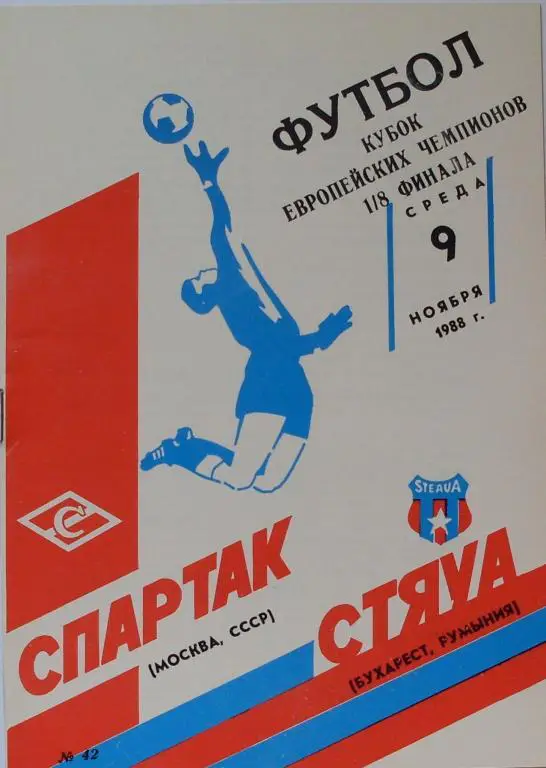 ФУТБОЛ
КУБОК
ЕВРОПЕЙСКИХ ЧЕМПИОНОВ
1/8 ФИНАЛА
СРЕДА
9
НОЯБРЯ
1988 г.
STEAUA
С
СПАРТАК
(МОСКВА, СССР)
СТЯУА
(БУХАРЕСТ, РУМЫНИЯ)
№ 42